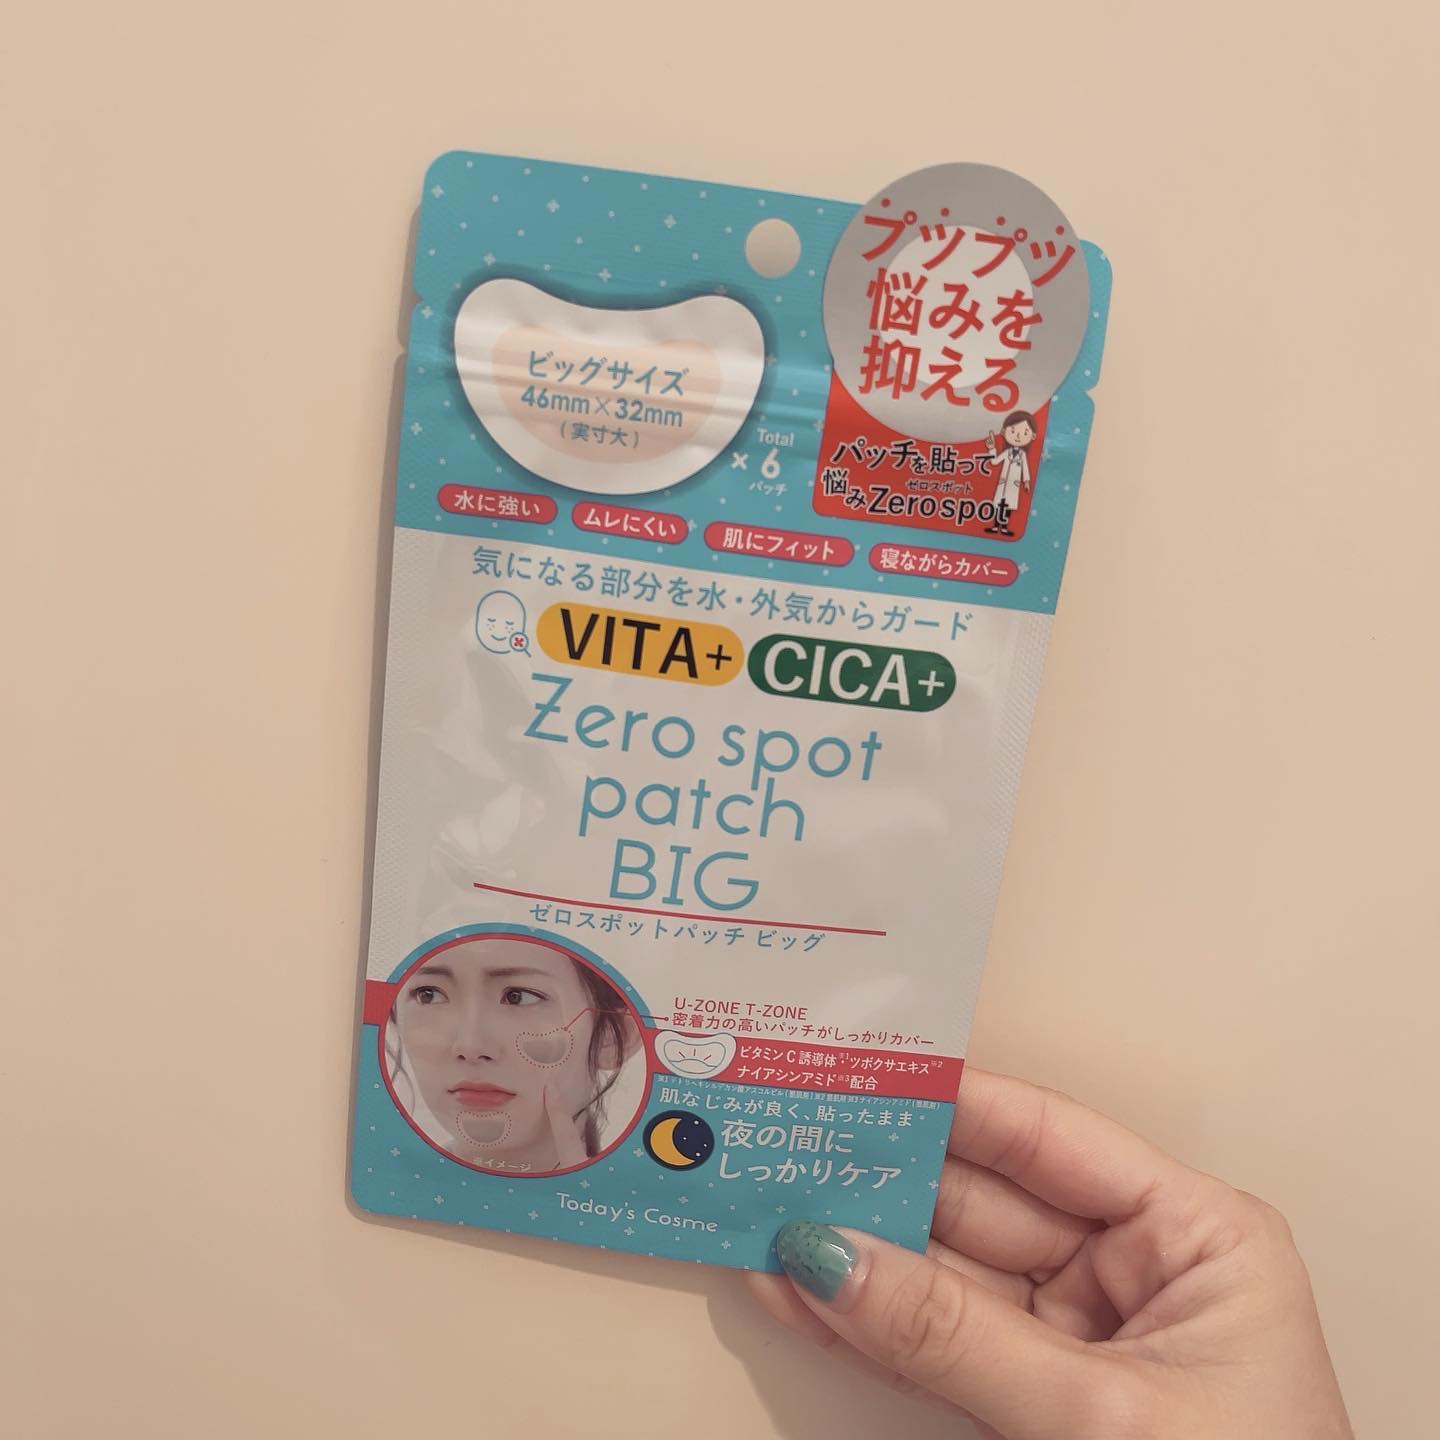 プツプツ
悩みを
抑える
パッチを貼って
ゼロスポット
悩みZerospot
ビッグサイズ
46mm×32mm
(実寸大)
Total
×6
パッチ
水に強い
ムレにくい
肌にフィット
寝ながらカバー
気になる部分を水・外気からガード
VITA+ CICA+
Zero spot
patch
BIG
ゼロスポットパッチ ビッグ
U-ZONE T-ZONE
密着力の高いパッチがしっかりカバー
ビタミンC誘導体※1・ツボクサエキス※2
ナイアシンアミド※3配合
肌なじみが良く、貼ったまま
夜の間に
しっかりケア
※イメージ
Today's Cosme